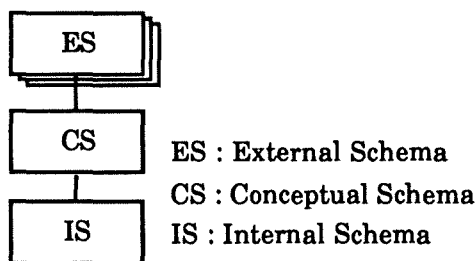 ES
CS
ES : External Schema
CS : Conceptual Schema
IS
IS : Internal Schema